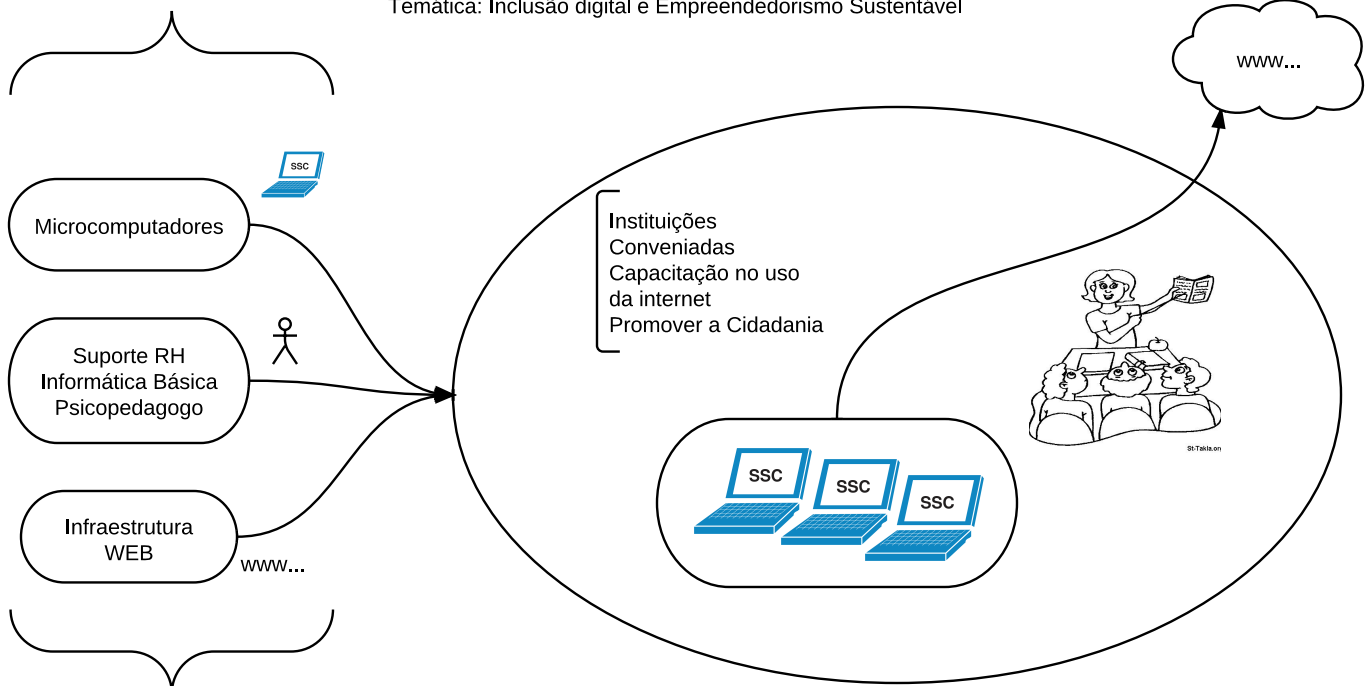 Temática: Inclusão digital e Empreendedorismo Sustentável
www...
SSC
Microcomputadores
Instituições
Conveniadas
Capacitação no uso
da internet
Promover a Cidadania
Suporte RH
Informática Básica
Psicopedagogo
SSC
SSC
SSC
St-Takla.or
Infraestrutura
WEB
www...